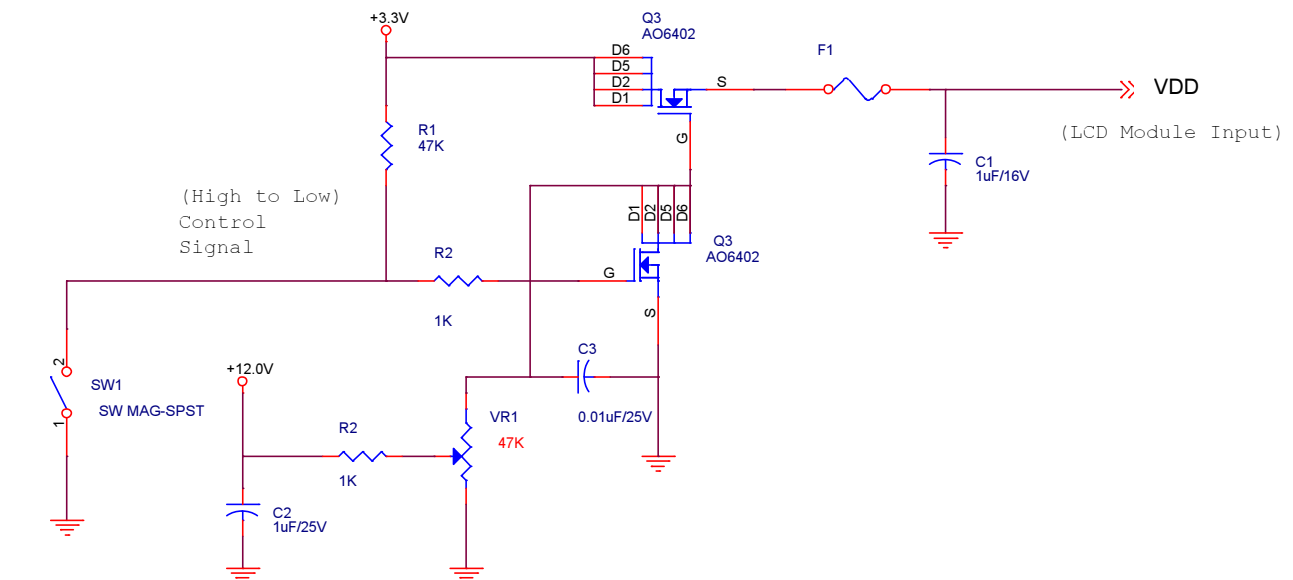 +3.3V
Q3
AO6402
D6
D5
D2
D1
S
G
F1
VDD
(LCD Module Input)
R1
47K
C1
1uF/16V
(High to Low)
Control
Signal
D1
D2
D5
D6
Q3
AO6402
R2
1K
G
S
2
SW1
SW MAG-SPST
1
+12.0V
C3
0.01uF/25V
VR1
47K
R2
1K
C2
1uF/25V